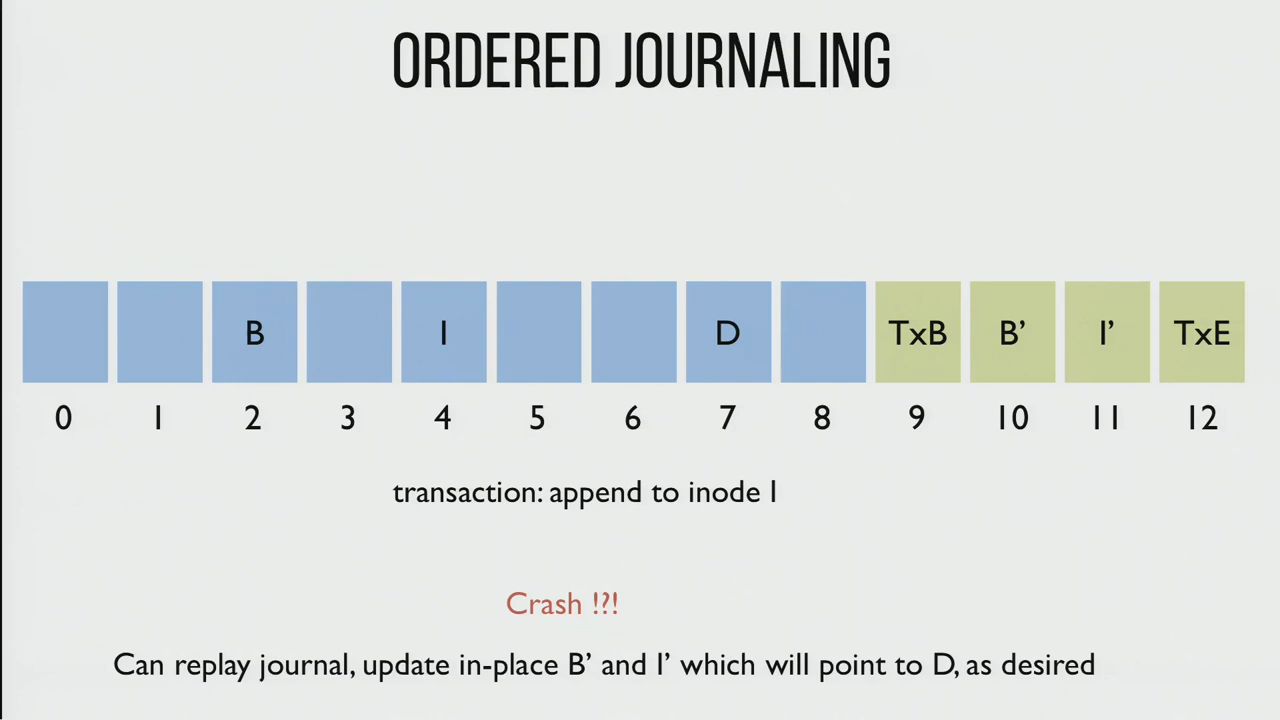 ORDERED JOURNALING
B I D TxB B’ I’ TxE
0 1 2 3 4 5 6 7 8 9 10 11 12
transaction: append to inode I
Crash !?!
Can replay journal, update in-place B’ and I’ which will point to D, as desired